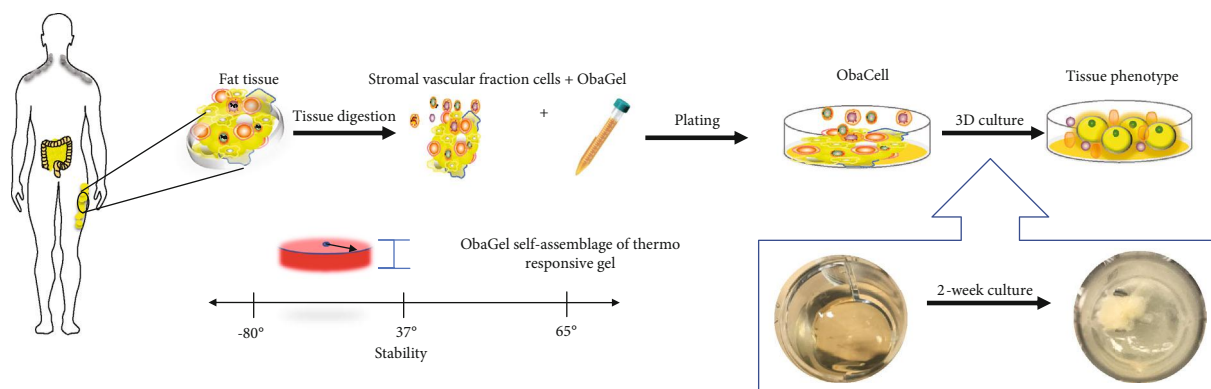 Fat tissue
Tissue digestion
Stromal vascular fraction cells + ObaGel
+
Plating
ObaCell
3D culture
Tissue phenotype
ObaGel self-assemblage of thermo
responsive gel
-80°
37°
65°
Stability
2-week culture